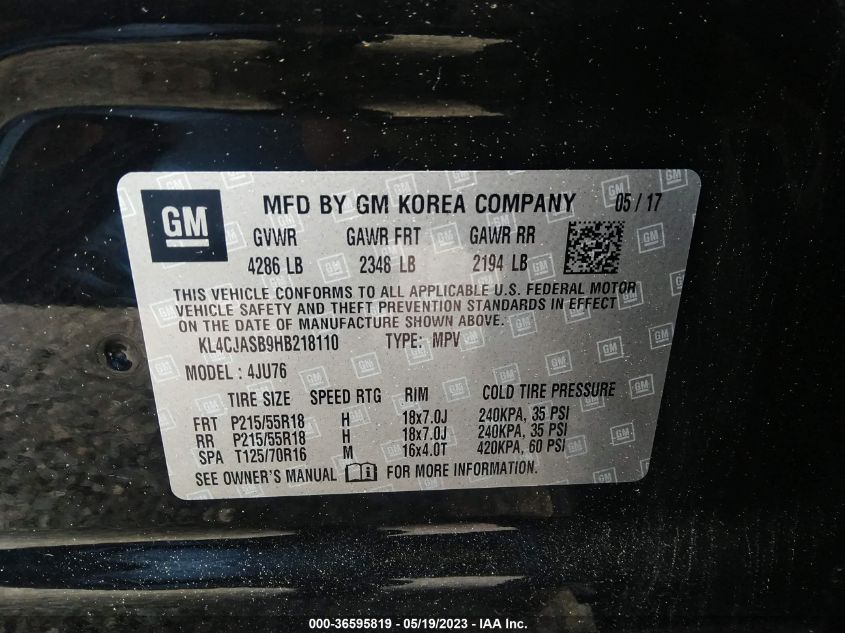 GM MFD BY GM KOREA COMPANY 05 / 17
GVWR GAWR FRT GAWR RR
4286 LB 2348 LB 2194 LB
THIS VEHICLE CONFORMS TO ALL APPLICABLE U.S. FEDERAL MOTOR
VEHICLE SAFETY AND THEFT PREVENTION STANDARDS IN EFFECT
ON THE DATE OF MANUFACTURE SHOWN ABOVE.
KL4CJASB9HB218110 TYPE: MPV
MODEL : 4JU76
TIRE SIZE SPEED RTG RIM COLD TIRE PRESSURE
FRT P215/55R18 H 18x7.0J 240KPA, 35 PSI
RR P215/55R18 H 18x7.0J 240KPA, 35 PSI
SPA T125/70R16 M 16x4.0T 420KPA, 60 PSI
SEE OWNER'S MANUAL FOR MORE INFORMATION.
000-36595819 / 05/19/2023 - © IAA Inc.